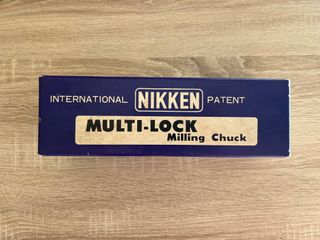 INTERNATIONAL NIKKEN PATENT
MULTI-LOCK
Milling Chuck